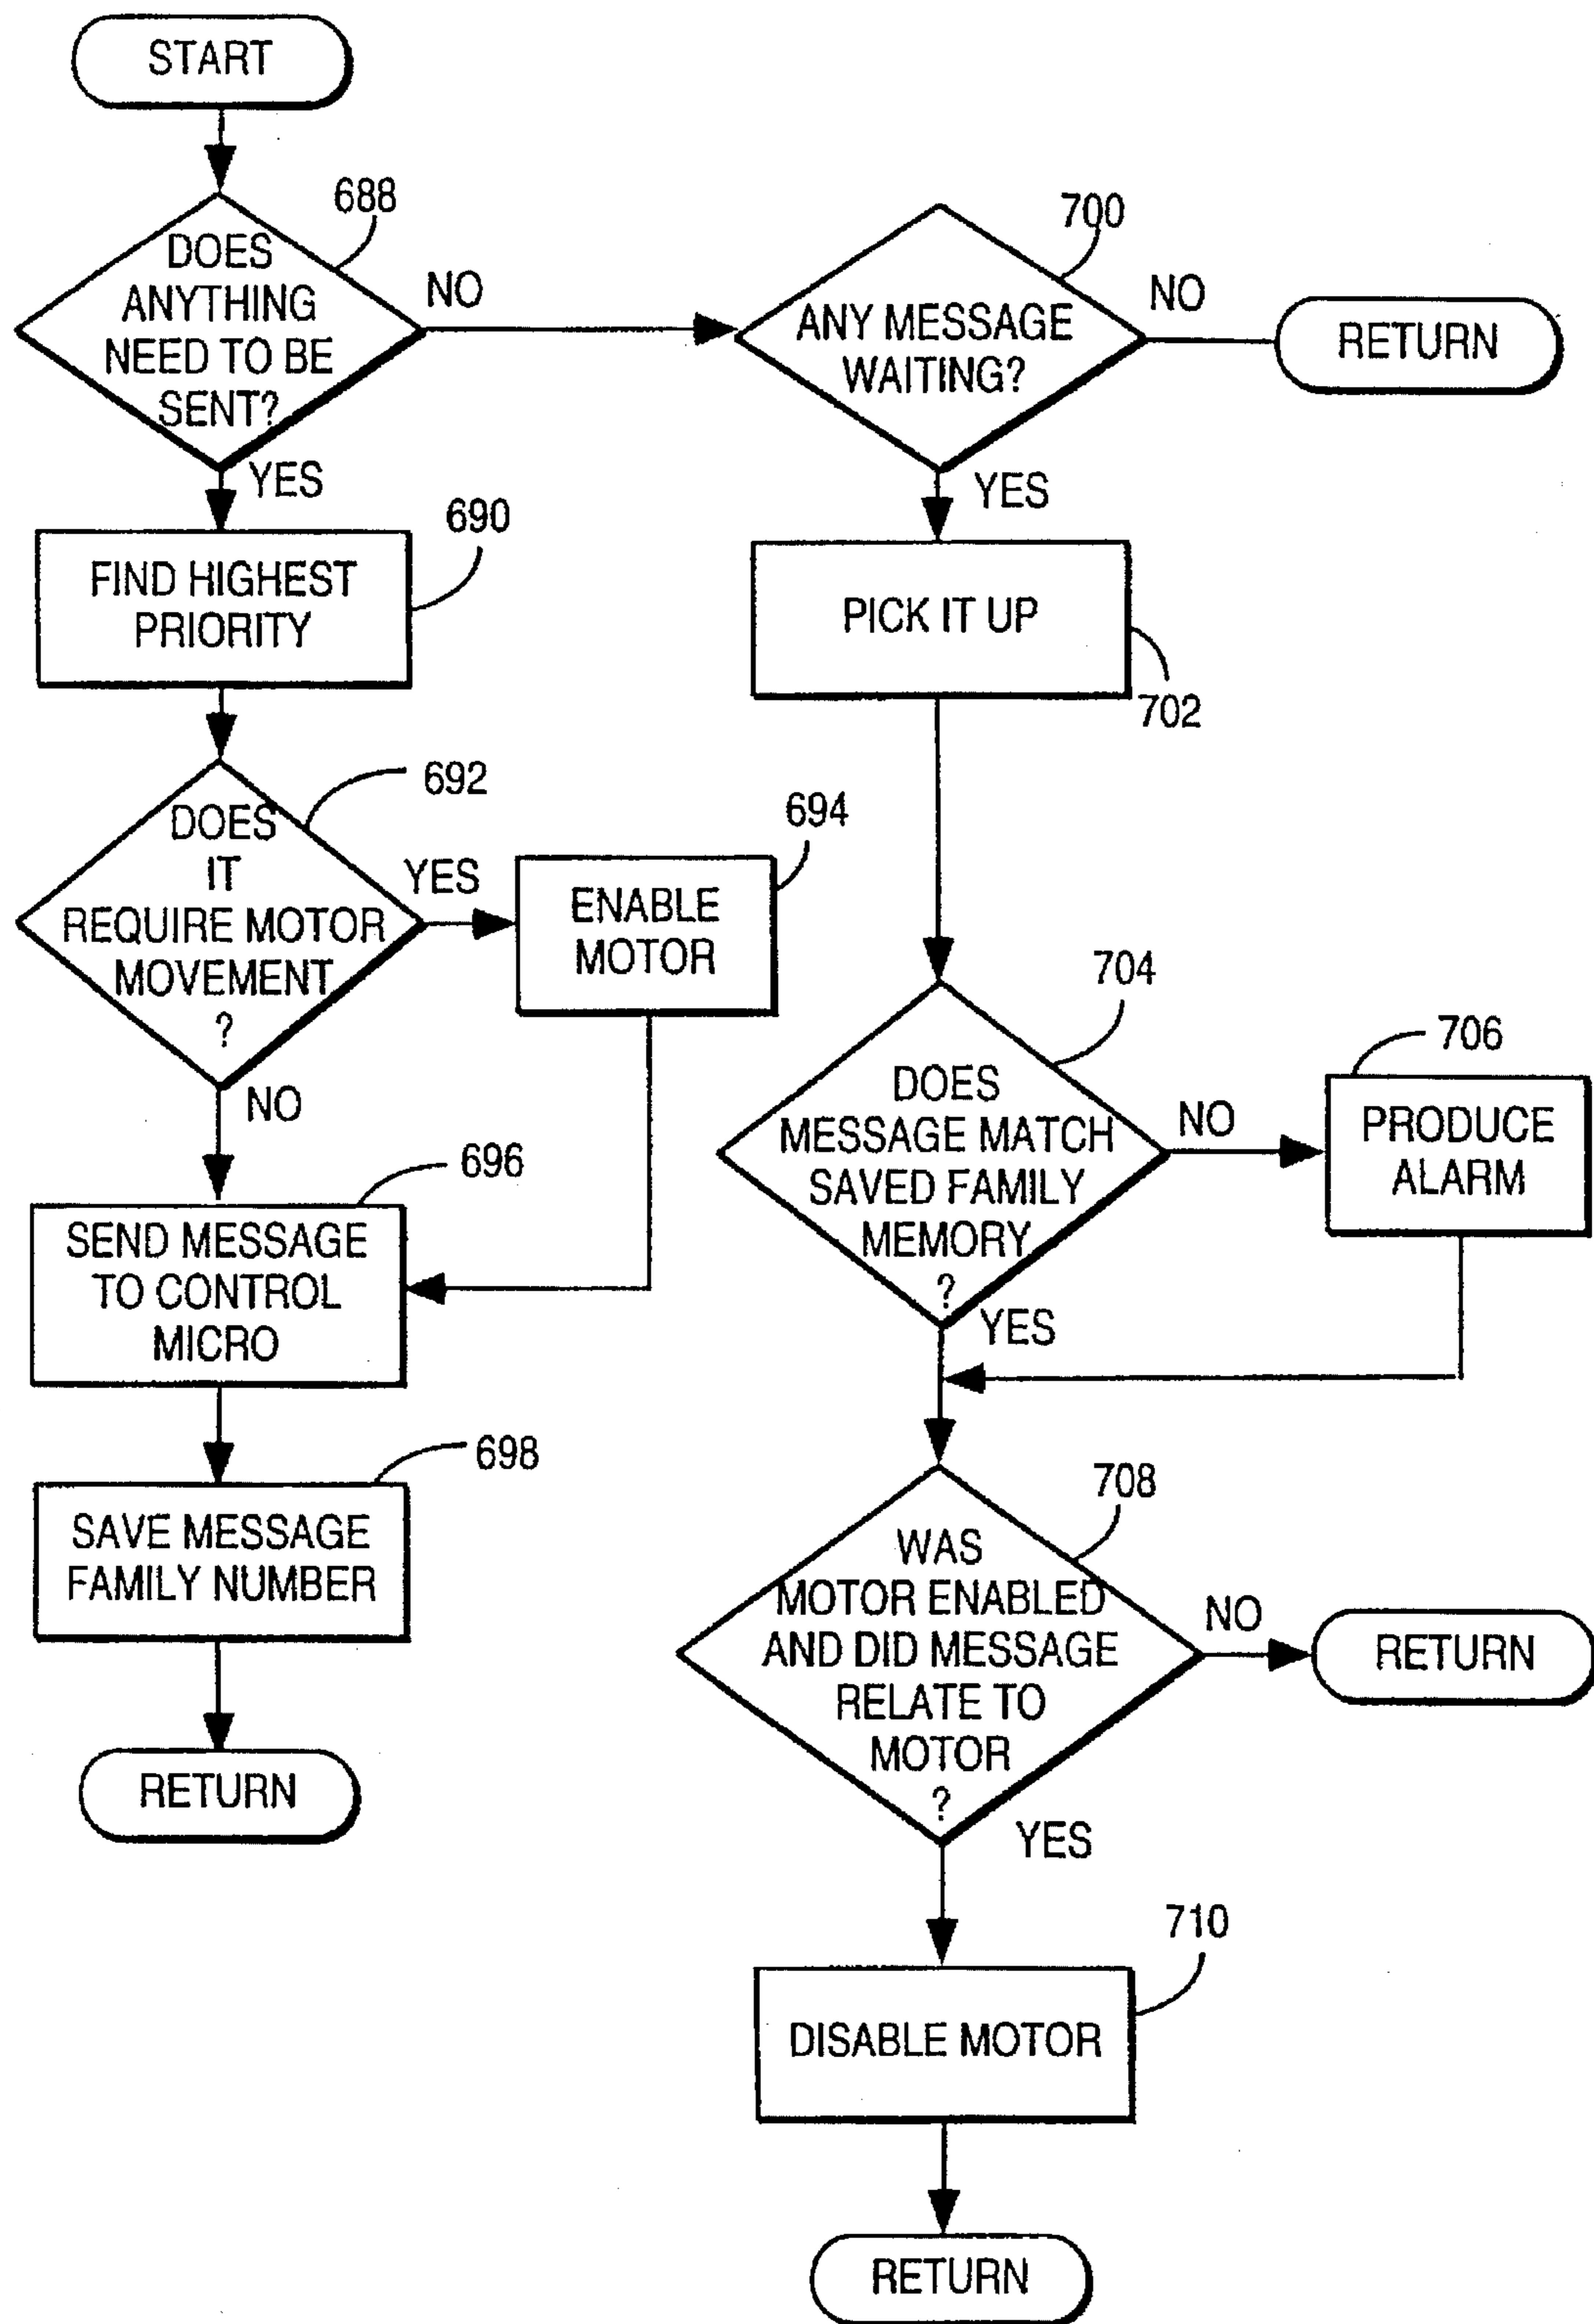 START
688
DOES
ANYTHING
NEED TO BE
SENT?
NO
YES
690
FIND HIGHEST
PRIORITY
692
DOES
IT
REQUIRE MOTOR
MOVEMENT
?
YES
694
ENABLE
MOTOR
NO
696
SEND MESSAGE
TO CONTROL
MICRO
698
SAVE MESSAGE
FAMILY NUMBER
RETURN
700
ANY MESSAGE
WAITING?
NO
RETURN
YES
PICK IT UP
702
704
DOES
MESSAGE MATCH
SAVED FAMILY
MEMORY
?
NO
706
PRODUCE
ALARM
YES
708
WAS
MOTOR ENABLED
AND DID MESSAGE
RELATE TO
MOTOR
?
NO
RETURN
YES
710
DISABLE MOTOR
RETURN